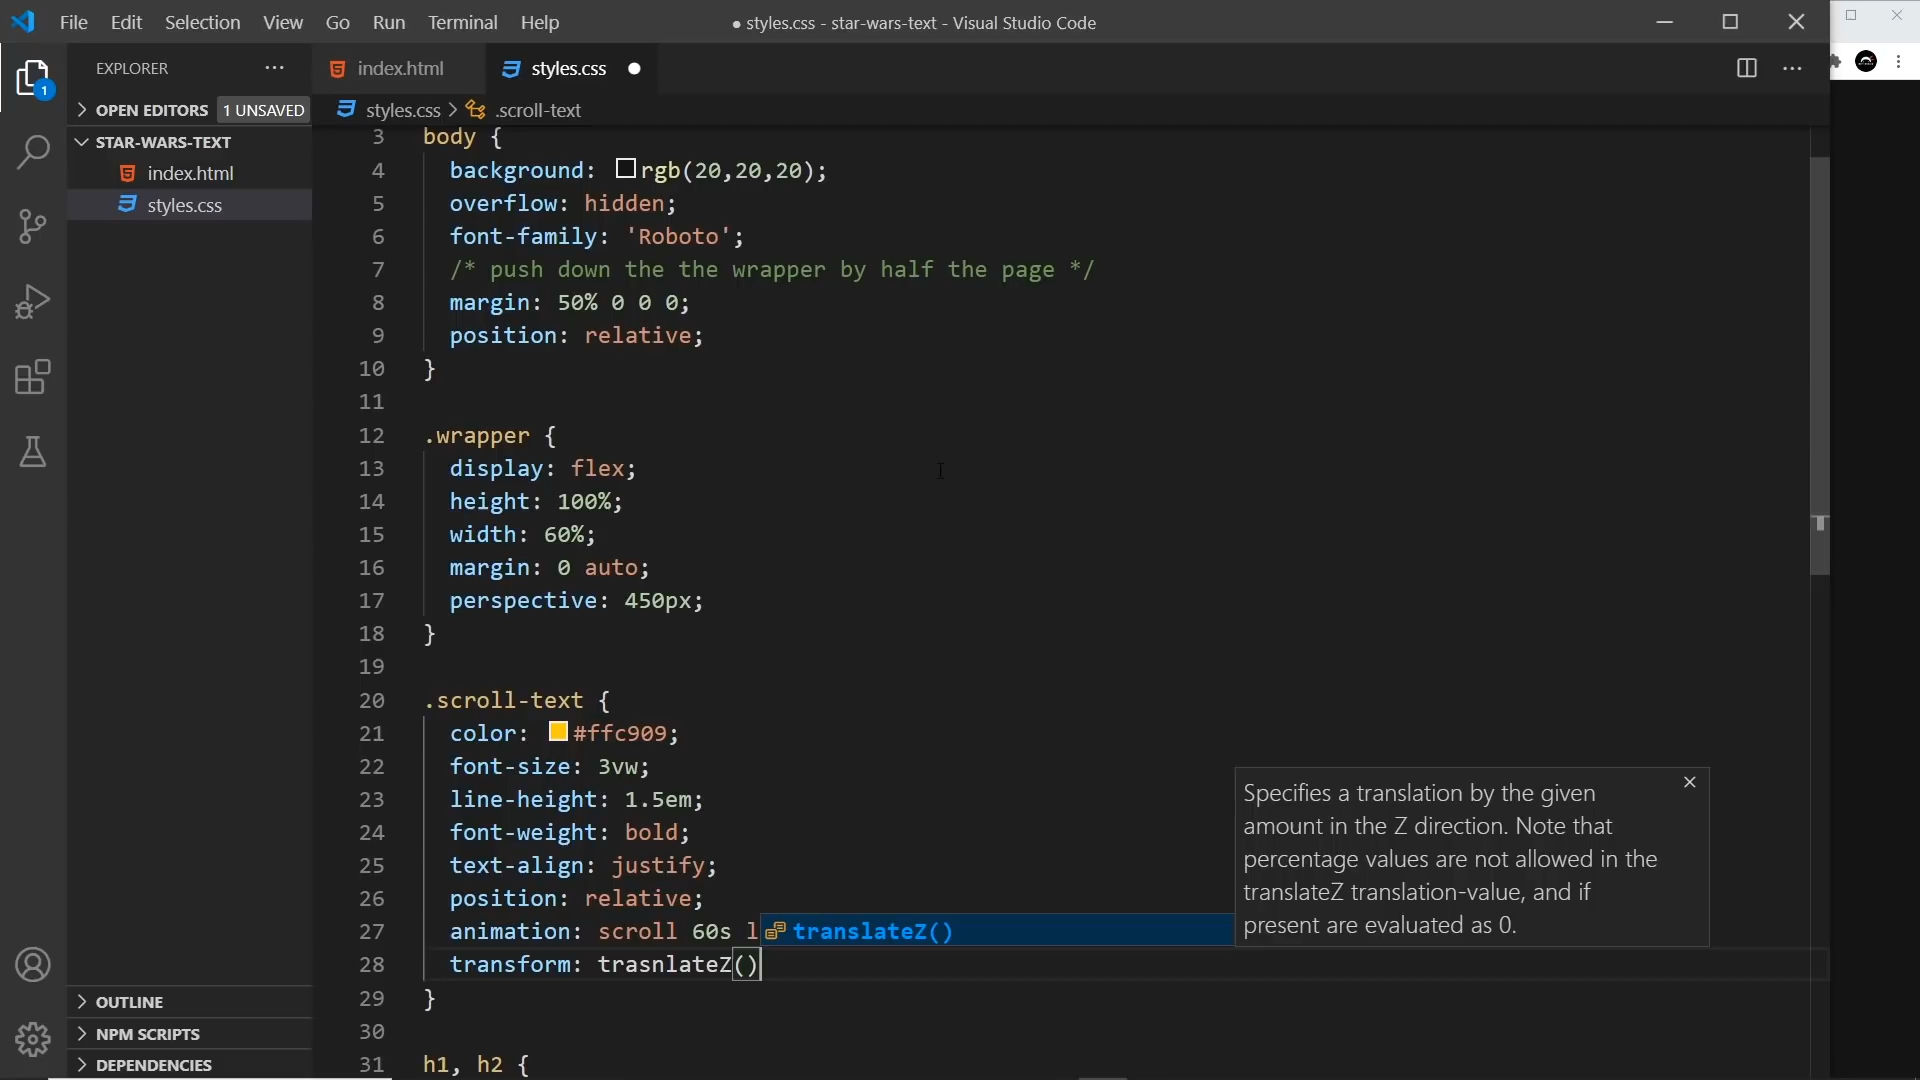 File Edit Selection View Go Run Terminal Help
● styles.css - star-wars-text - Visual Studio Code
EXPLORER
1
OPEN EDITORS 1 UNSAVED
STAR-WARS-TEXT
index.html
styles.css
OUTLINE
NPM SCRIPTS
DEPENDENCIES
index.html styles.css
styles.css > .scroll-text
3 body {
4 background: rgb(20,20,20);
5 overflow: hidden;
6 font-family: 'Roboto';
7 /* push down the the wrapper by half the page */
8 margin: 50% 0 0 0;
9 position: relative;
10 }
11
12 .wrapper {
13 display: flex;
14 height: 100%;
15 width: 60%;
16 margin: 0 auto;
17 perspective: 450px;
18 }
19
20 .scroll-text {
21 color: #ffc909;
22 font-size: 3vw;
23 line-height: 1.5em;
24 font-weight: bold;
25 text-align: justify;
26 position: relative;
27 animation: scroll 60s l
translateZ()
28 transform: trasnlateZ()
29 }
30
31 h1, h2 {
Specifies a translation by the given
amount in the Z direction. Note that
percentage values are not allowed in the
translateZ translation-value, and if
present are evaluated as 0.